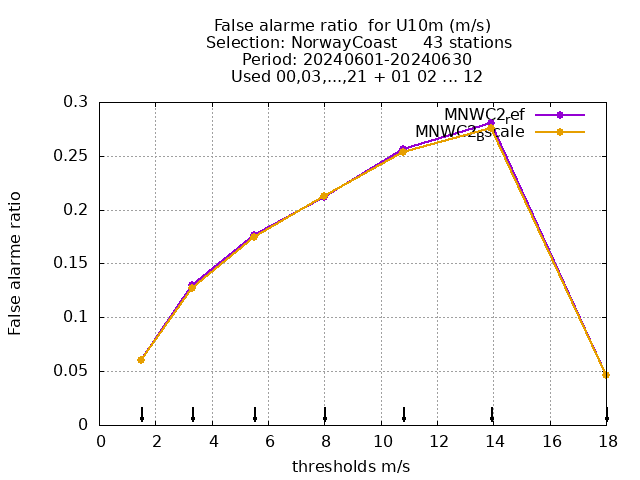 False alarme ratio  for U10m (m/s)
Selection: NorwayCoast     43 stations
Period: 20240601-20240630
Used 00,03,...,21 + 01 02 ... 12
MNWC2ref
MNWC2Bscale
False alarme ratio
0.3
0.25
0.2
0.15
0.1
0.05
0
0 2 4 6 8 10 12 14 16 18
thresholds m/s